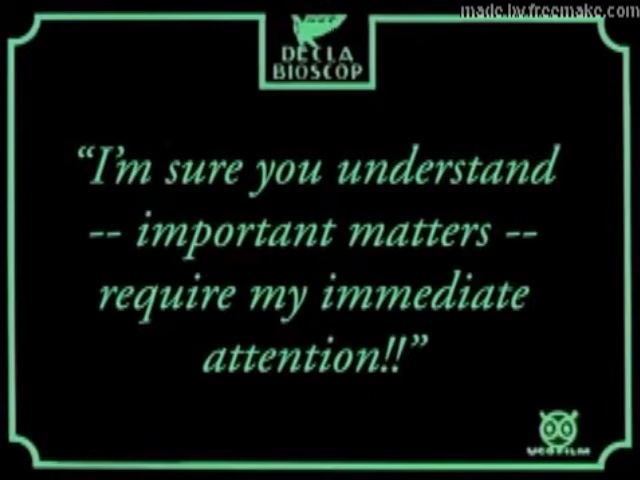 made.by.freemake.com
DECLA
BIOSCOP
“I’m sure you understand
-- important matters --
require my immediate
attention!!”